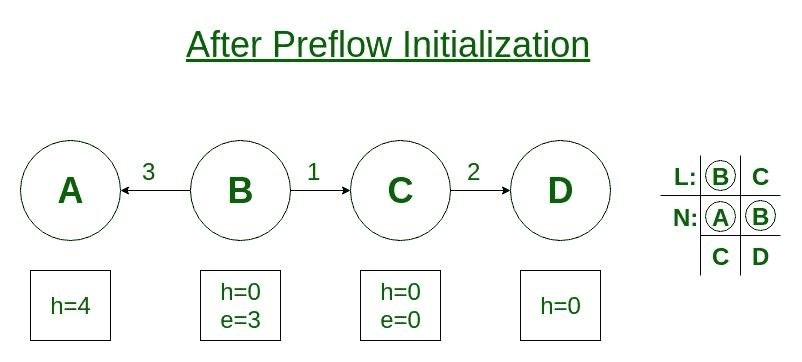 After Preflow Initialization
3 1 2
A B C D
L: B C
N: A B
C D
h=4 h=0 h=0 h=0
e=3 e=0